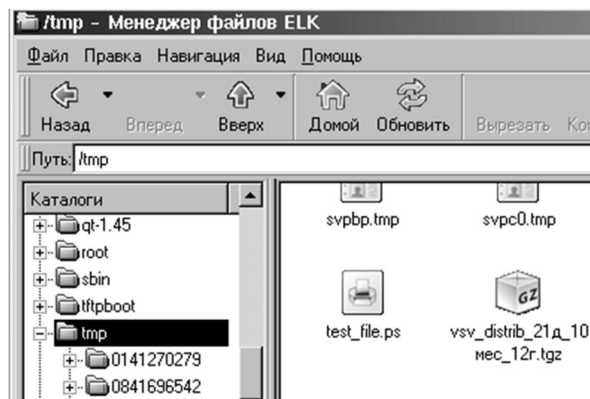 /tmp - Менеджер файлов ELK
Файл Правка Навигация Вид Помощь
Назад Вперед Вверх Домой Обновить Вырезать
Путь: /tmp
Каталоги
qt-1.45
root
sbin
tftpboot
tmp
0141270279
0841696542
svpbp.tmp svpc0.tmp
test_file.ps
vsv_distrib_21д_10
мес_12г.tgz
GZ